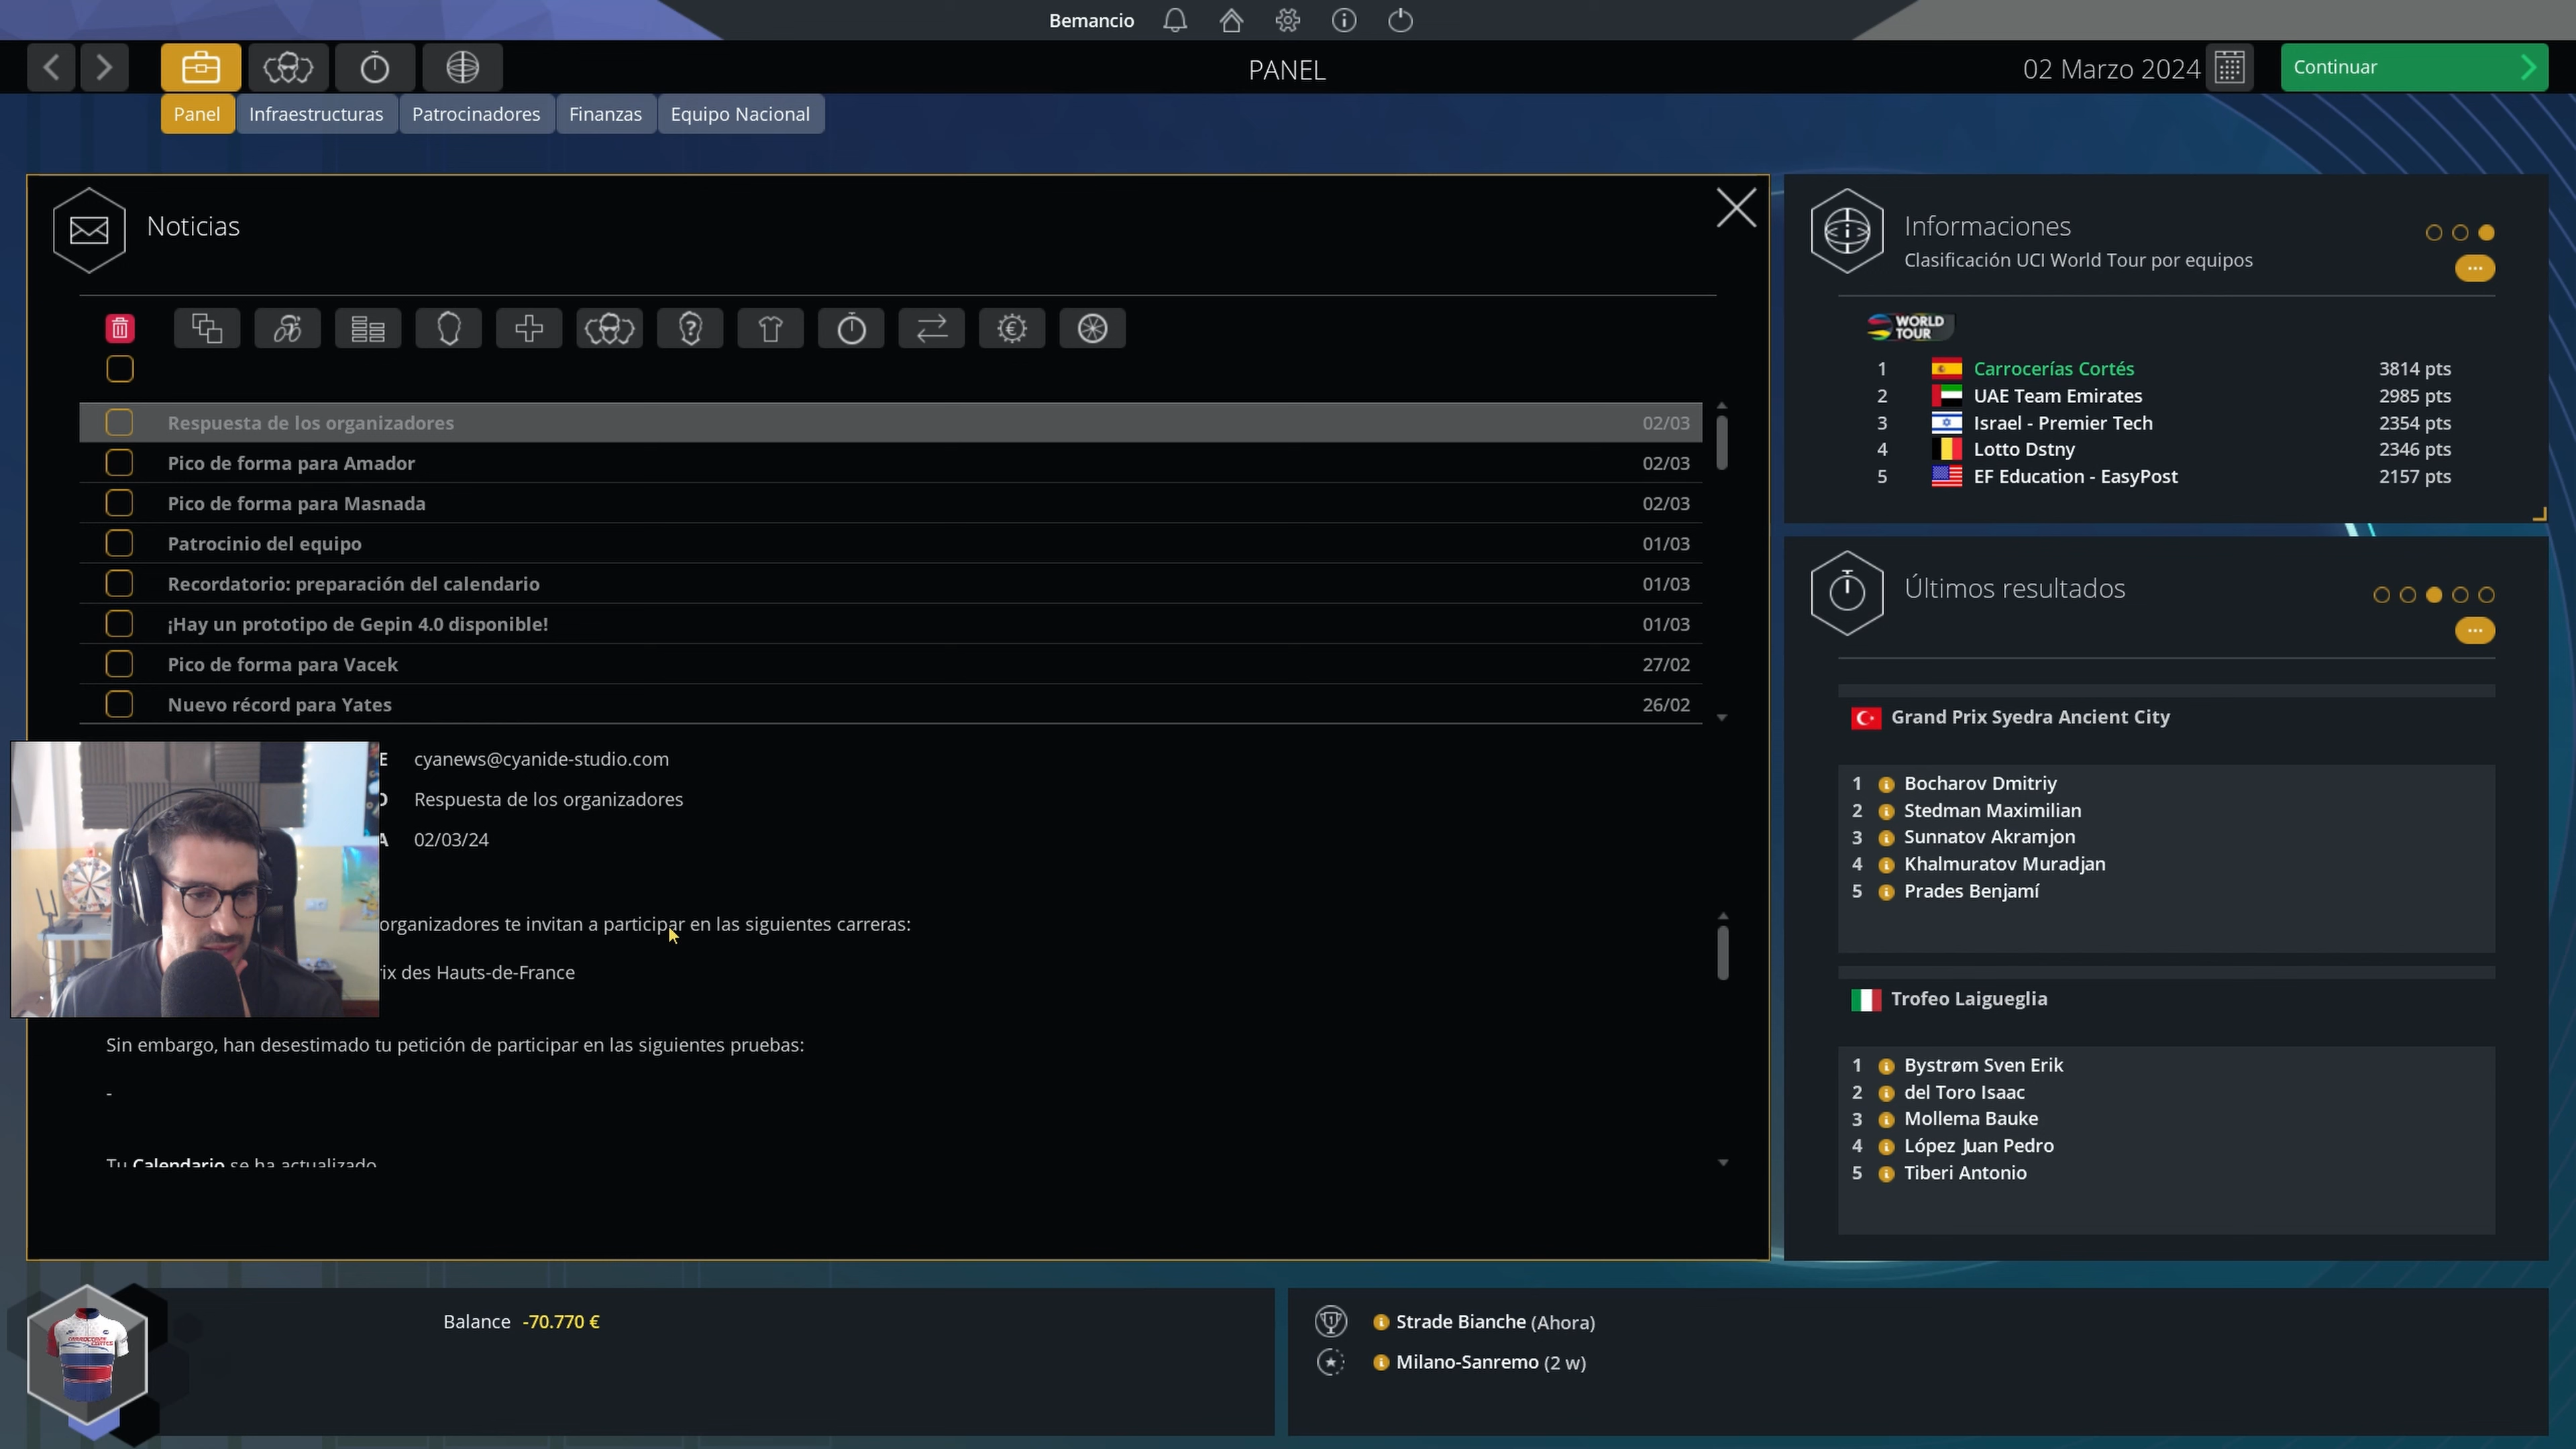 Bemancio
PANEL
02 Marzo 2024
Continuar
Panel
Infraestructuras
Patrocinadores
Finanzas
Equipo Nacional
Noticias
Respuesta de los organizadores 02/03
Pico de forma para Amador 02/03
Pico de forma para Masnada 02/03
Patrocinio del equipo 01/03
Recordatorio: preparación del calendario 01/03
¡Hay un prototipo de Gepin 4.0 disponible! 01/03
Pico de forma para Vacek 27/02
Nuevo récord para Yates 26/02
E cyanews@cyanide-studio.com
Respuesta de los organizadores
A 02/03/24
organizadores te invitan a participar en las siguientes carreras:
ix des Hauts-de-France
Sin embargo, han desestimado tu petición de participar en las siguientes pruebas:
-
Tu Calendario se ha actualizado
Informaciones
Clasificación UCI World Tour por equipos
WORLD
TOUR
1 Carrocerías Cortés 3814 pts
2 UAE Team Emirates 2985 pts
3 Israel - Premier Tech 2354 pts
4 Lotto Dstny 2346 pts
5 EF Education - EasyPost 2157 pts
Últimos resultados
Grand Prix Syedra Ancient City
1 Bocharov Dmitriy
2 Stedman Maximilian
3 Sunnatov Akramjon
4 Khalmuratov Muradjan
5 Prades Benjamí
Trofeo Laigueglia
1 Bystrøm Sven Erik
2 del Toro Isaac
3 Mollema Bauke
4 López Juan Pedro
5 Tiberi Antonio
Balance -70.770 €
Strade Bianche (Ahora)
Milano-Sanremo (2 w)